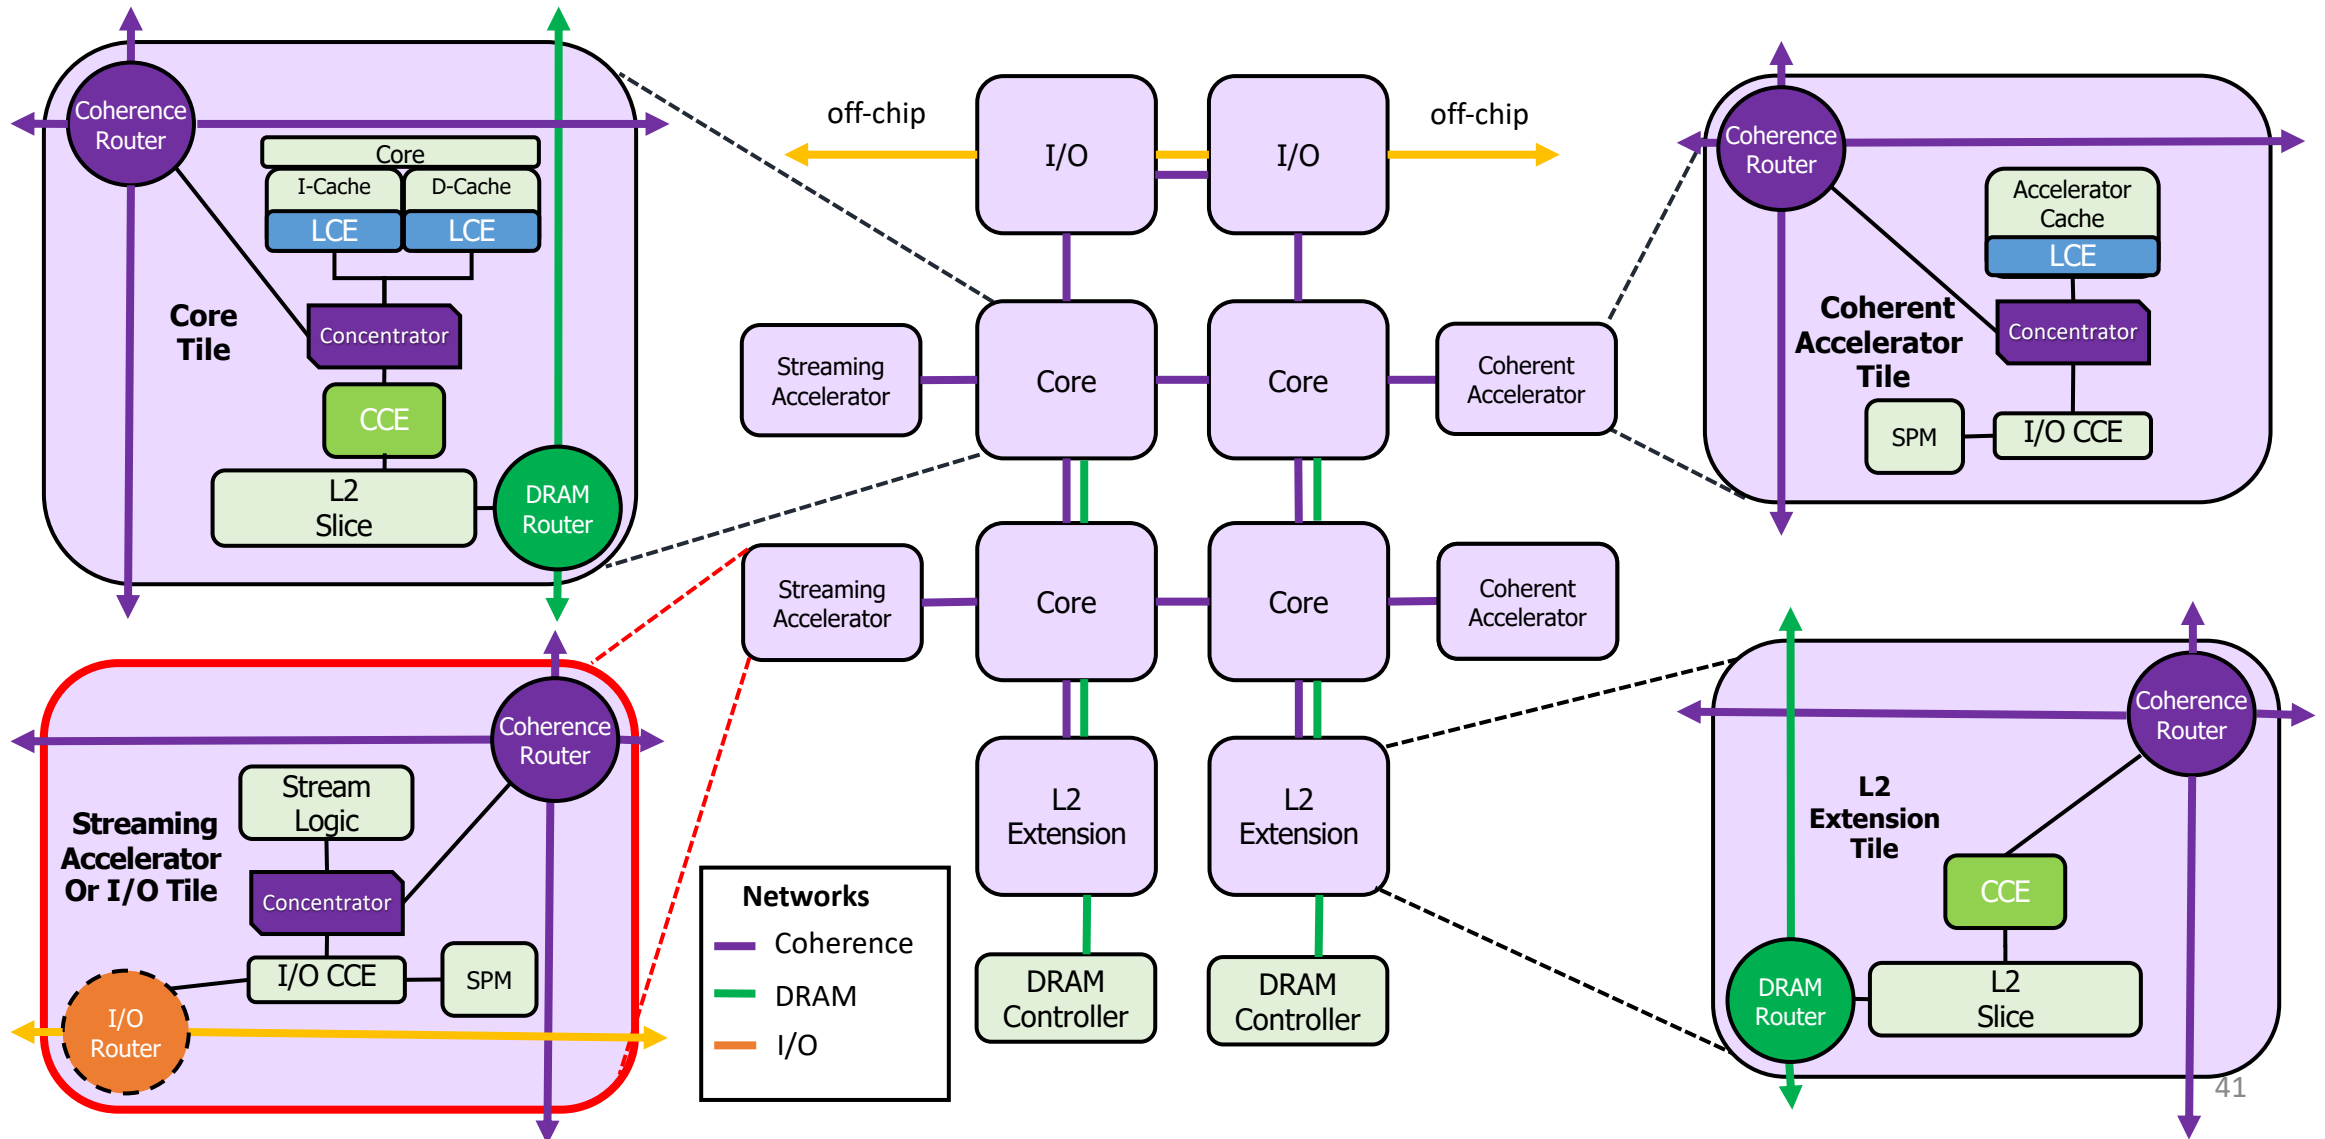 Coherence
Router
Core
I-Cache
D-Cache
LCE
LCE
Core
Tile
Concentrator
CCE
L2
Slice
DRAM
Router
off-chip
I/O
I/O
off-chip
Streaming
Accelerator
Core
Core
Coherent
Accelerator
Streaming
Accelerator
Core
Core
Coherent
Accelerator
L2
Extension
L2
Extension
DRAM
Controller
DRAM
Controller
Coherence
Router
Accelerator
Cache
LCE
Coherent
Accelerator
Tile
Concentrator
SPM
I/O CCE
Coherence
Router
Stream
Logic
Streaming
Accelerator
Or I/O Tile
Concentrator
I/O CCE
SPM
I/O
Router
Networks
Coherence
DRAM
I/O
Coherence
Router
L2
Extension
Tile
CCE
DRAM
Router
L2
Slice
41